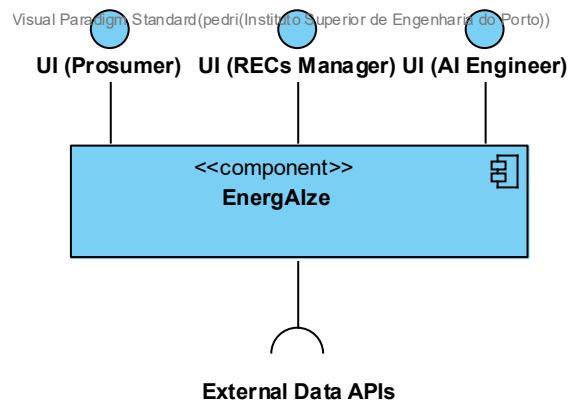 Visual Paradigm Standard(pedri(Instituto Superior de Engenharia do Porto))
UI (Prosumer) UI (RECs Manager) UI (AI Engineer)
<<component>>
EnergAIze
External Data APIs